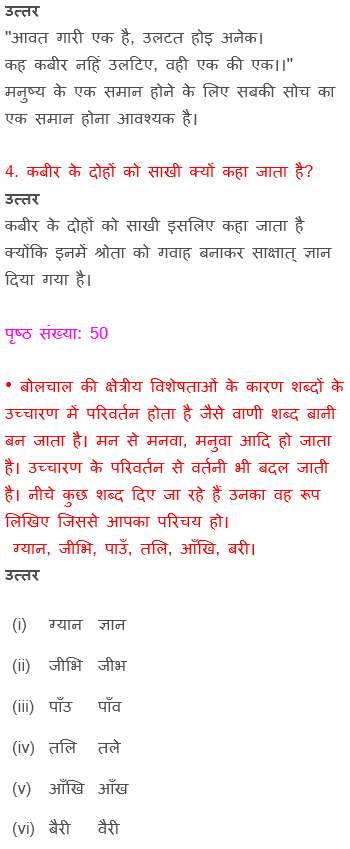 उत्तर
"आवत गारी एक है, उलटत होइ अनेक।
कह कबीर नहिं उलटिए, वही एक की एक।।"
मनुष्य के एक समान होने के लिए सबकी सोच का
एक समान होना आवश्यक है।
4. कबीर के दोहों को साखी क्यों कहा जाता है?
उत्तर
कबीर के दोहों को साखी इसलिए कहा जाता है
क्योंकि इनमें श्रोता को गवाह बनाकर साक्षात् ज्ञान
दिया गया है।
पृष्ठ संख्या: 50
• बोलचाल की क्षेत्रीय विशेषताओं के कारण शब्दों के
उच्चारण में परिवर्तन होता है जैसे वाणी शब्द बानी
बन जाता है। मन से मनवा, मनुवा आदि हो जाता
है। उच्चारण के परिवर्तन से वर्तनी भी बदल जाती
है। नीचे कुछ शब्द दिए जा रहे हैं उनका वह रूप
लिखिए जिससे आपका परिचय हो।
ग्यान, जीभि, पाउँ, तलि, आँखि, बरी।
उत्तर
(i) ग्यान ज्ञान
(ii) जीभि जीभ
(iii) पाँउ पाँव
(iv) तलि तले
(v) आँखि आँख
(vi) बैरी वैरी